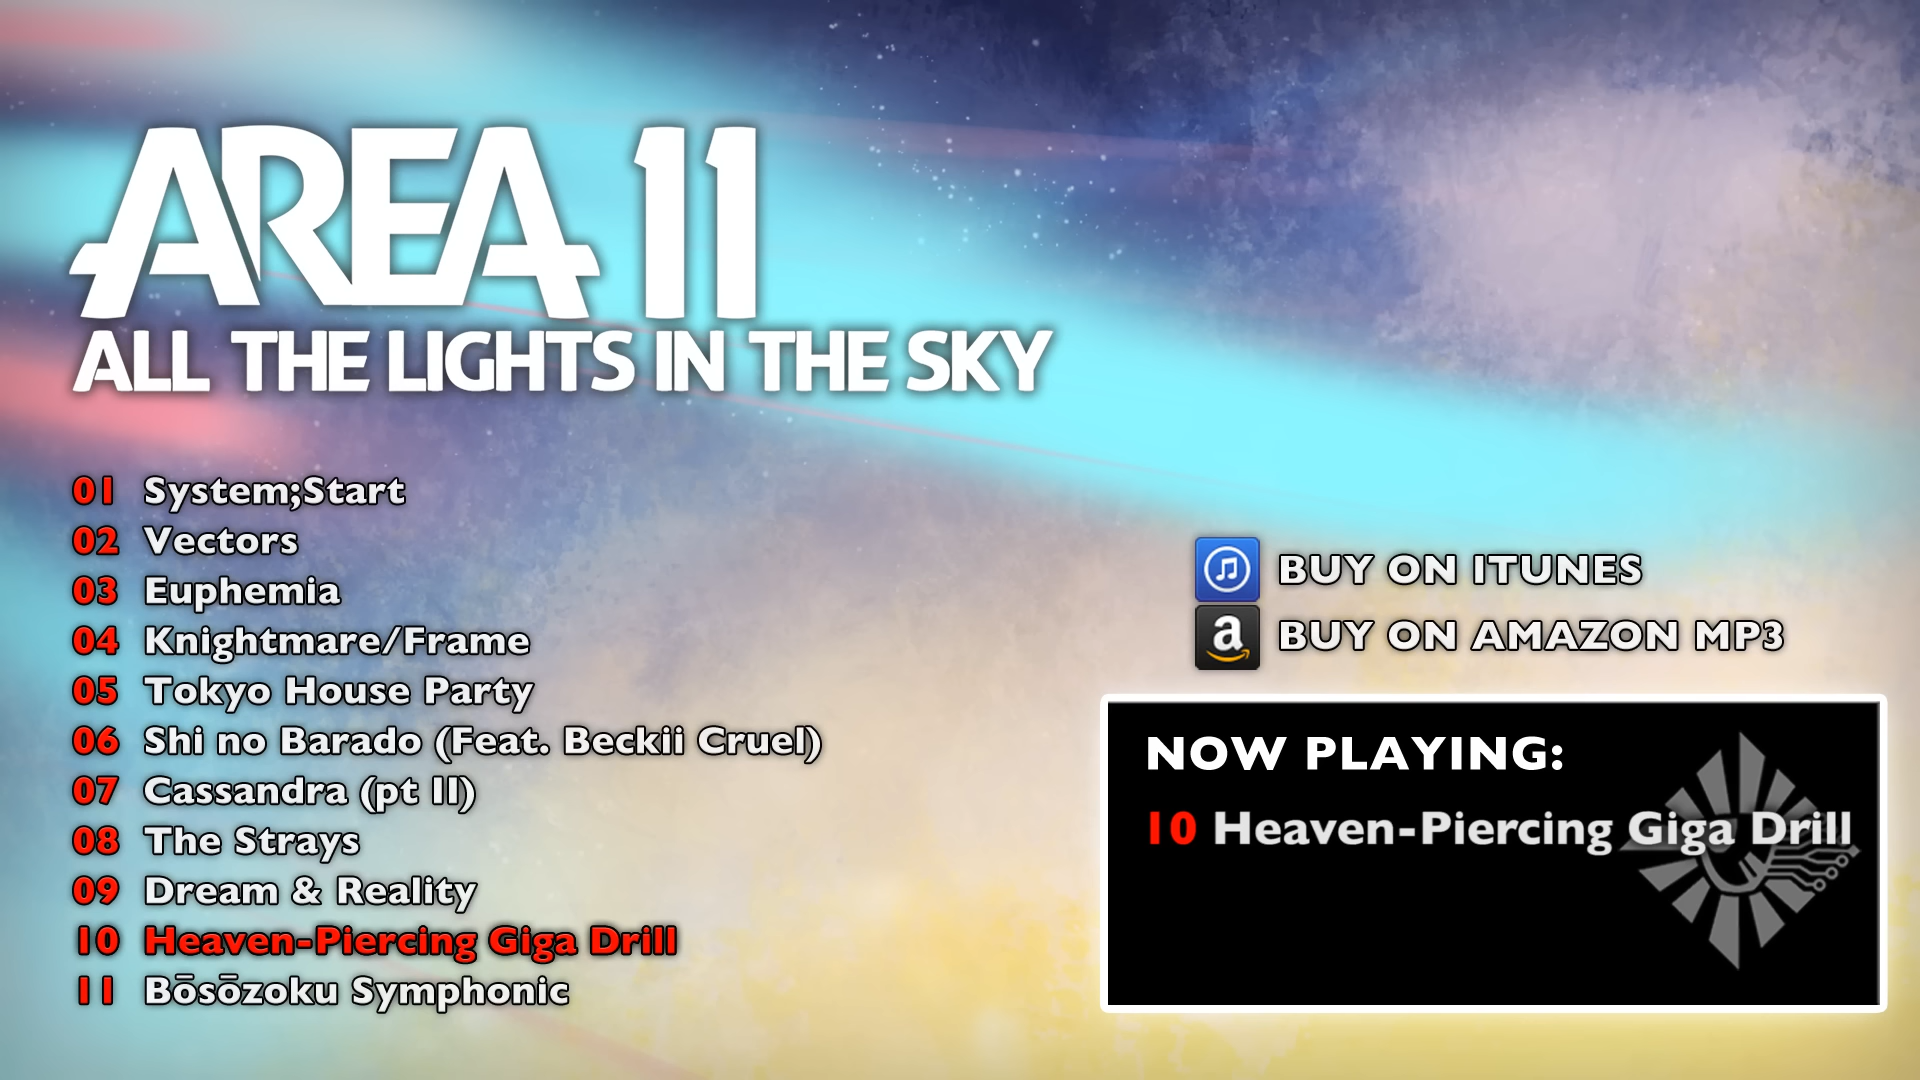 AREA 11
ALL THE LIGHTS IN THE SKY
01 System;Start
02 Vectors
03 Euphemia
04 Knightmare/Frame
05 Tokyo House Party
06 Shi no Barado (Feat. Beckii Cruel)
07 Cassandra (pt II)
08 The Strays
09 Dream & Reality
10 Heaven-Piercing Giga Drill
11 Bōsōzoku Symphonic
BUY ON ITUNES
a BUY ON AMAZON MP3
NOW PLAYING:
10 Heaven-Piercing Giga Drill